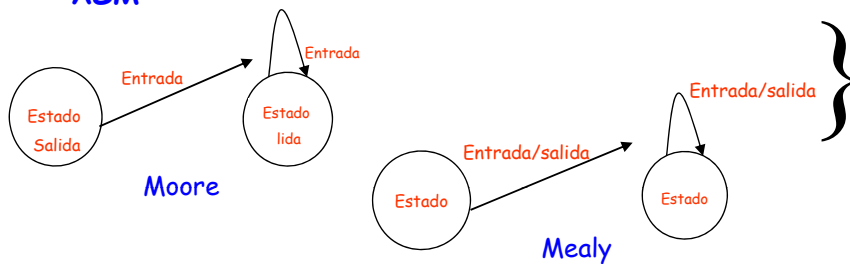 Entrada
Entrada
Estado
Salida
Estado
lida
Moore
Entrada/salida
Entrada/salida
Estado
Estado
Mealy